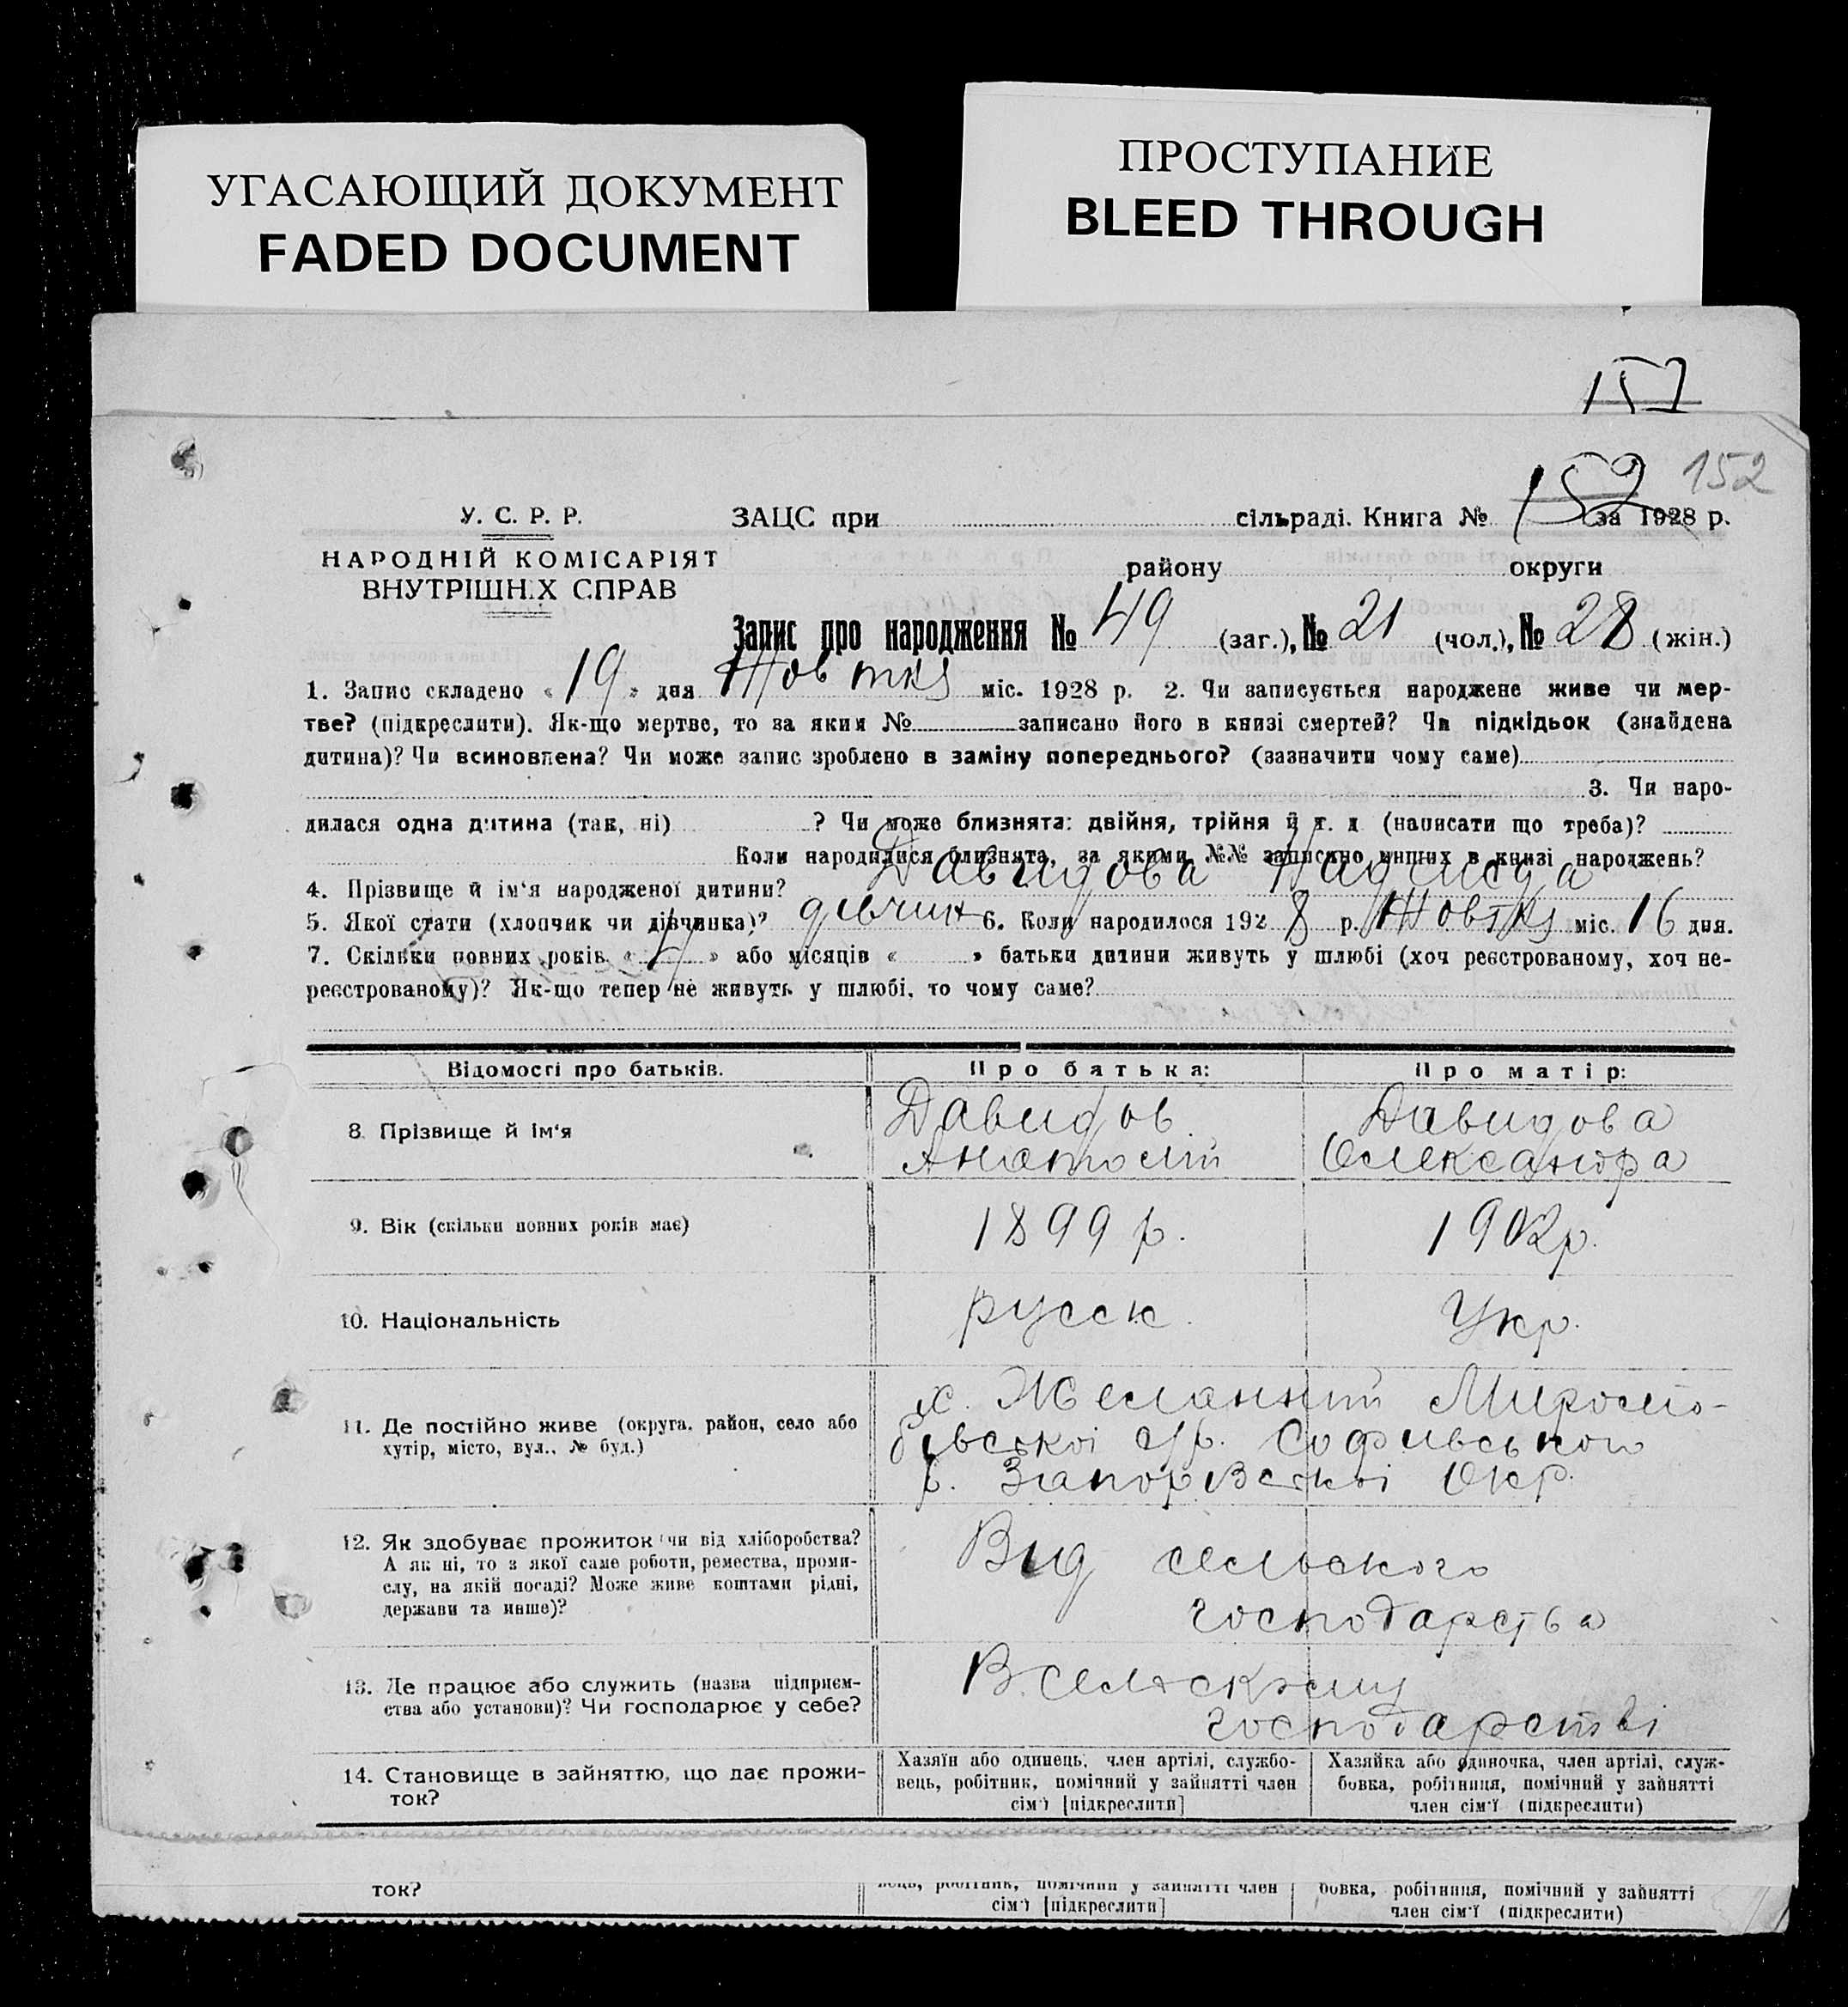 УГАСАЮЩИЙ ДОКУМЕНТ
FADED DOCUMENT
ПРОСТУПАНИЕ
BLEED THROUGH
152
152
У. С. Р. Р.
НАРОДНІЙ КОМІСАРІЯТ
ВНУТРІШН.Х СПРАВ
ЗАЦС при сільраді. Книга № 152 за 1928 р.
району округи
Запис про народження № 49 (заг.), № 21 (чол.), № 28 (жін.)
1. Запис складено « 19 » дня Жовтня міс. 1928 р. 2. Чи записується народжене живе чи мер-
тве? (підкреслити). Як-що мертве, то за яким № записано його в книзі смертей? Чи підкідьок (знайдена
дитина)? Чи всиновлена? Чи може запис зроблено в заміну попереднього? (зазначити чому саме)
3. Чи наро-
дилася одна дитина (так, ні) ? Чи може близнята: двійня, трійня й т. д (написати що треба)?
Коли народилися близнята, за якими №№ записано инших в книзі народжень?
4. Прізвище й ім'я народженої дитини? Давидова
5. Якої стати (хлопчик чи дівчинка)? дівчин 6. Коли народилося 192 8 р. Жовтня міс. 16 дня.
7. Скільки повних років « 4 » або місяців « » батьки дитини живуть у шлюбі (хоч реєстрованому, хоч не-
реєстрованому)? Як-що тепер не живуть у шлюбі, то чому саме?
Відомості про батьків. Про батька: Про матір:
8. Прізвище й ім'я
Давидов
Анатолій
Давидова
Олександра
9. Вік (скільки повних років має) 1899 р. 1902 р.
10. Національність русск. Укр.
11. Де постійно живе (округа, район, село або
хутір, місто, вул., № буд.)
х. Желанний Миролю-
бівської с/р. Софиівського
р. Запорізької Окр.
12. Як здобуває прожиток чи від хліборобства?
А як ні, то з якої саме роботи, ремества, проми-
слу, на якій посаді? Може живе коштами рідні,
держави та инше)?
Вид сельского
господарства
13. Де працює або служить (назва підприєм-
ства або установи)? Чи господарює у себе?
В сельскому
господарстві
14. Становище в зайняттю, що дає прожи-
ток?
Хазяїн або одинець, член артілі, службо-
вець, робітник, помічний у зайнятті член
сім'ї [підкреслити]
Хазяйка або одиночка, член артілі, служ-
бовка, робітниця, помічний у зайнятті
член сім'ї (підкреслити)
ток?
вець, робітник, помічний у зайнятті член
сім'ї [підкреслити]
бовка, робітниця, помічний у зайнятті
член сім'ї (підкреслити)